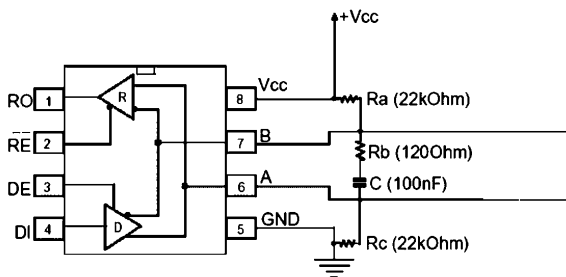 +Vcc
RO 1 R 8 Vcc Ra (22kOhm)
RE 2 7 B Rb (120Ohm)
DE 3 6 A C (100nF)
DI 4 D 5 GND Rc (22kOhm)